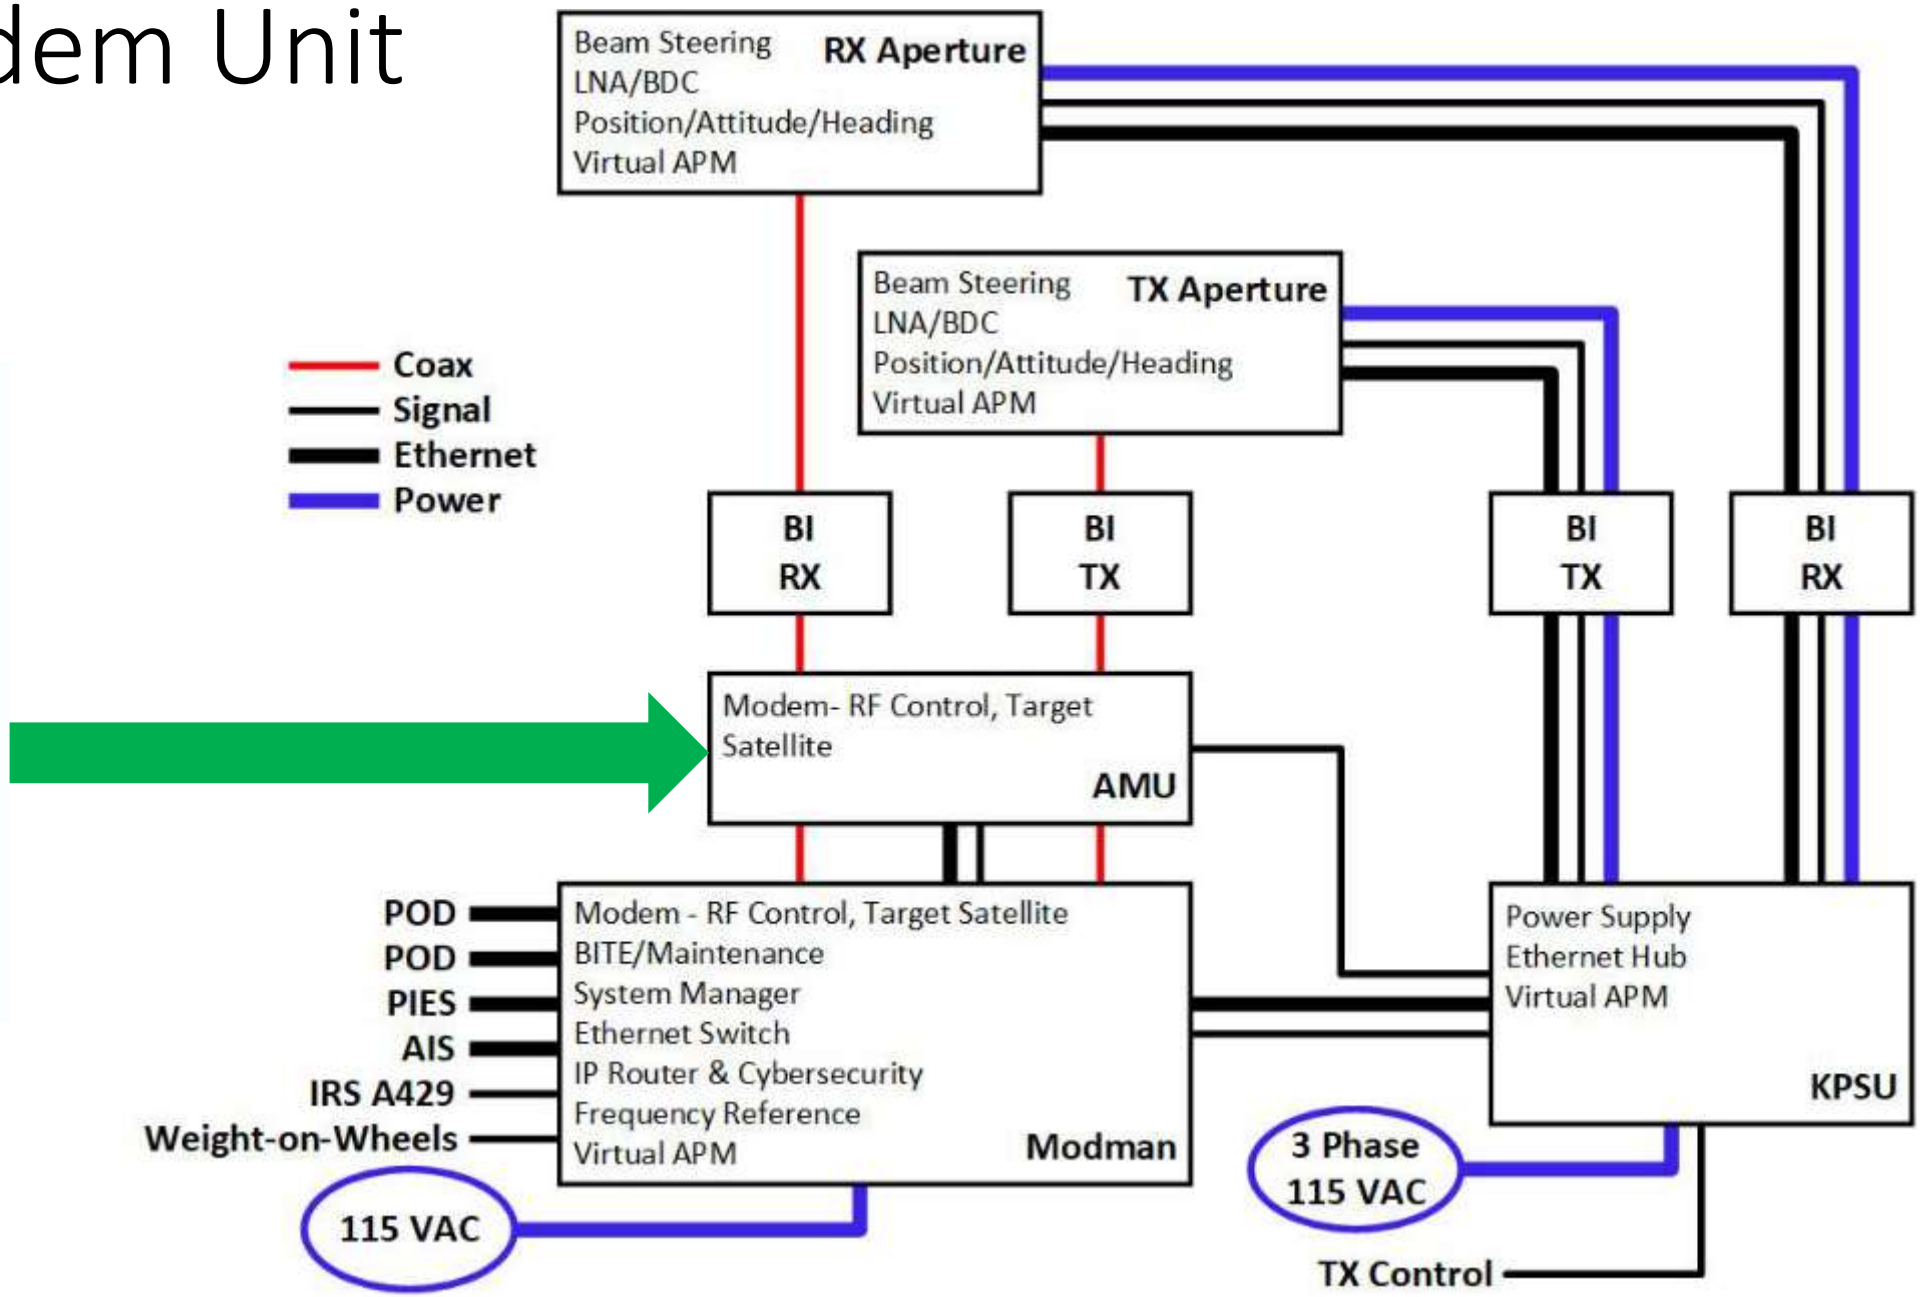 dem Unit
Beam Steering
RX Aperture
LNA/BDC
Position/Attitude/Heading
Virtual APM
Beam Steering
TX Aperture
LNA/BDC
Position/Attitude/Heading
Virtual APM
Coax
Signal
Ethernet
Power
BI
RX
BI
TX
BI
TX
BI
RX
Modem- RF Control, Target
Satellite
AMU
POD
POD
PIES
AIS
IRS A429
Weight-on-Wheels
Modem - RF Control, Target Satellite
BITE/Maintenance
System Manager
Ethernet Switch
IP Router & Cybersecurity
Frequency Reference
Virtual APM
Modman
Power Supply
Ethernet Hub
Virtual APM
KPSU
115 VAC
3 Phase
115 VAC
TX Control